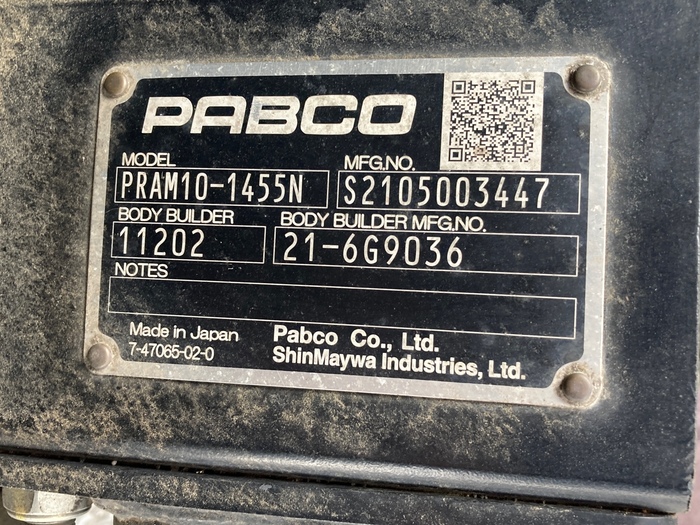 PABCO
MODEL MFG.NO.
PRAM10-1455N S2105003447
BODY BUILDER BODY BUILDER MFG.NO.
11202 21-6G9036
NOTES
Made in Japan Pabco Co., Ltd.
7-47065-02-0 ShinMaywa Industries, Ltd.